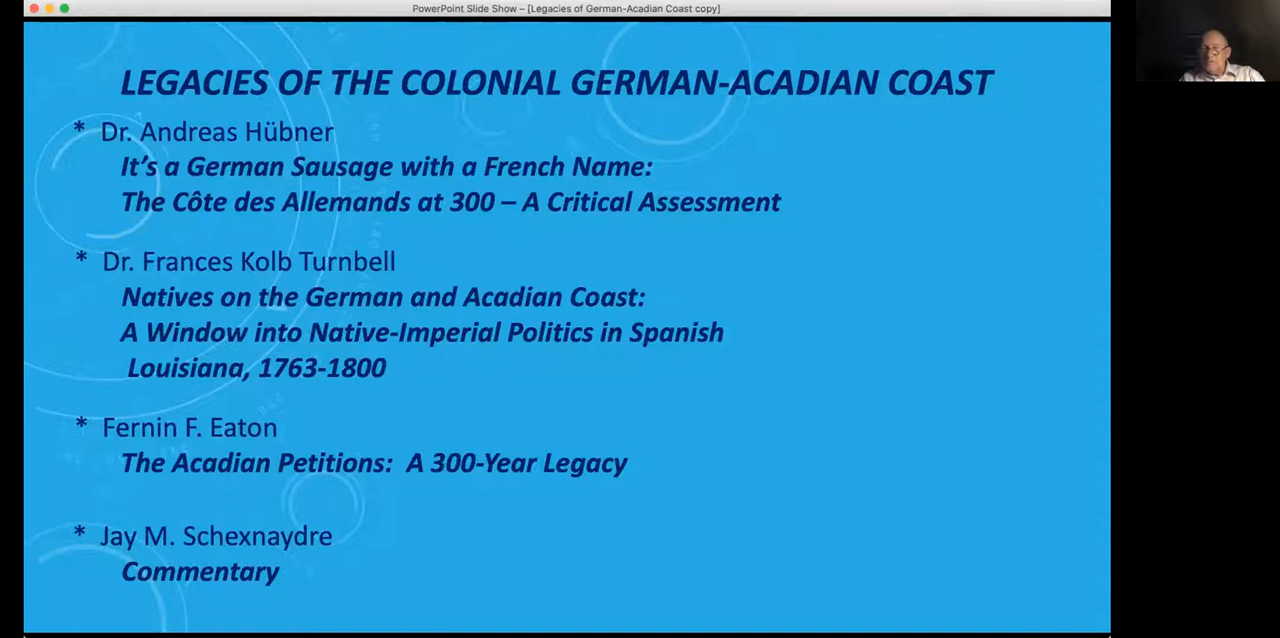 PowerPoint Slide Show – [Legacies of German-Acadian Coast copy]
LEGACIES OF THE COLONIAL GERMAN-ACADIAN COAST
* Dr. Andreas Hübner
It's a German Sausage with a French Name:
The Côte des Allemands at 300 – A Critical Assessment
* Dr. Frances Kolb Turnbell
Natives on the German and Acadian Coast:
A Window into Native-Imperial Politics in Spanish
Louisiana, 1763-1800
* Fernin F. Eaton
The Acadian Petitions: A 300-Year Legacy
* Jay M. Schexnaydre
Commentary